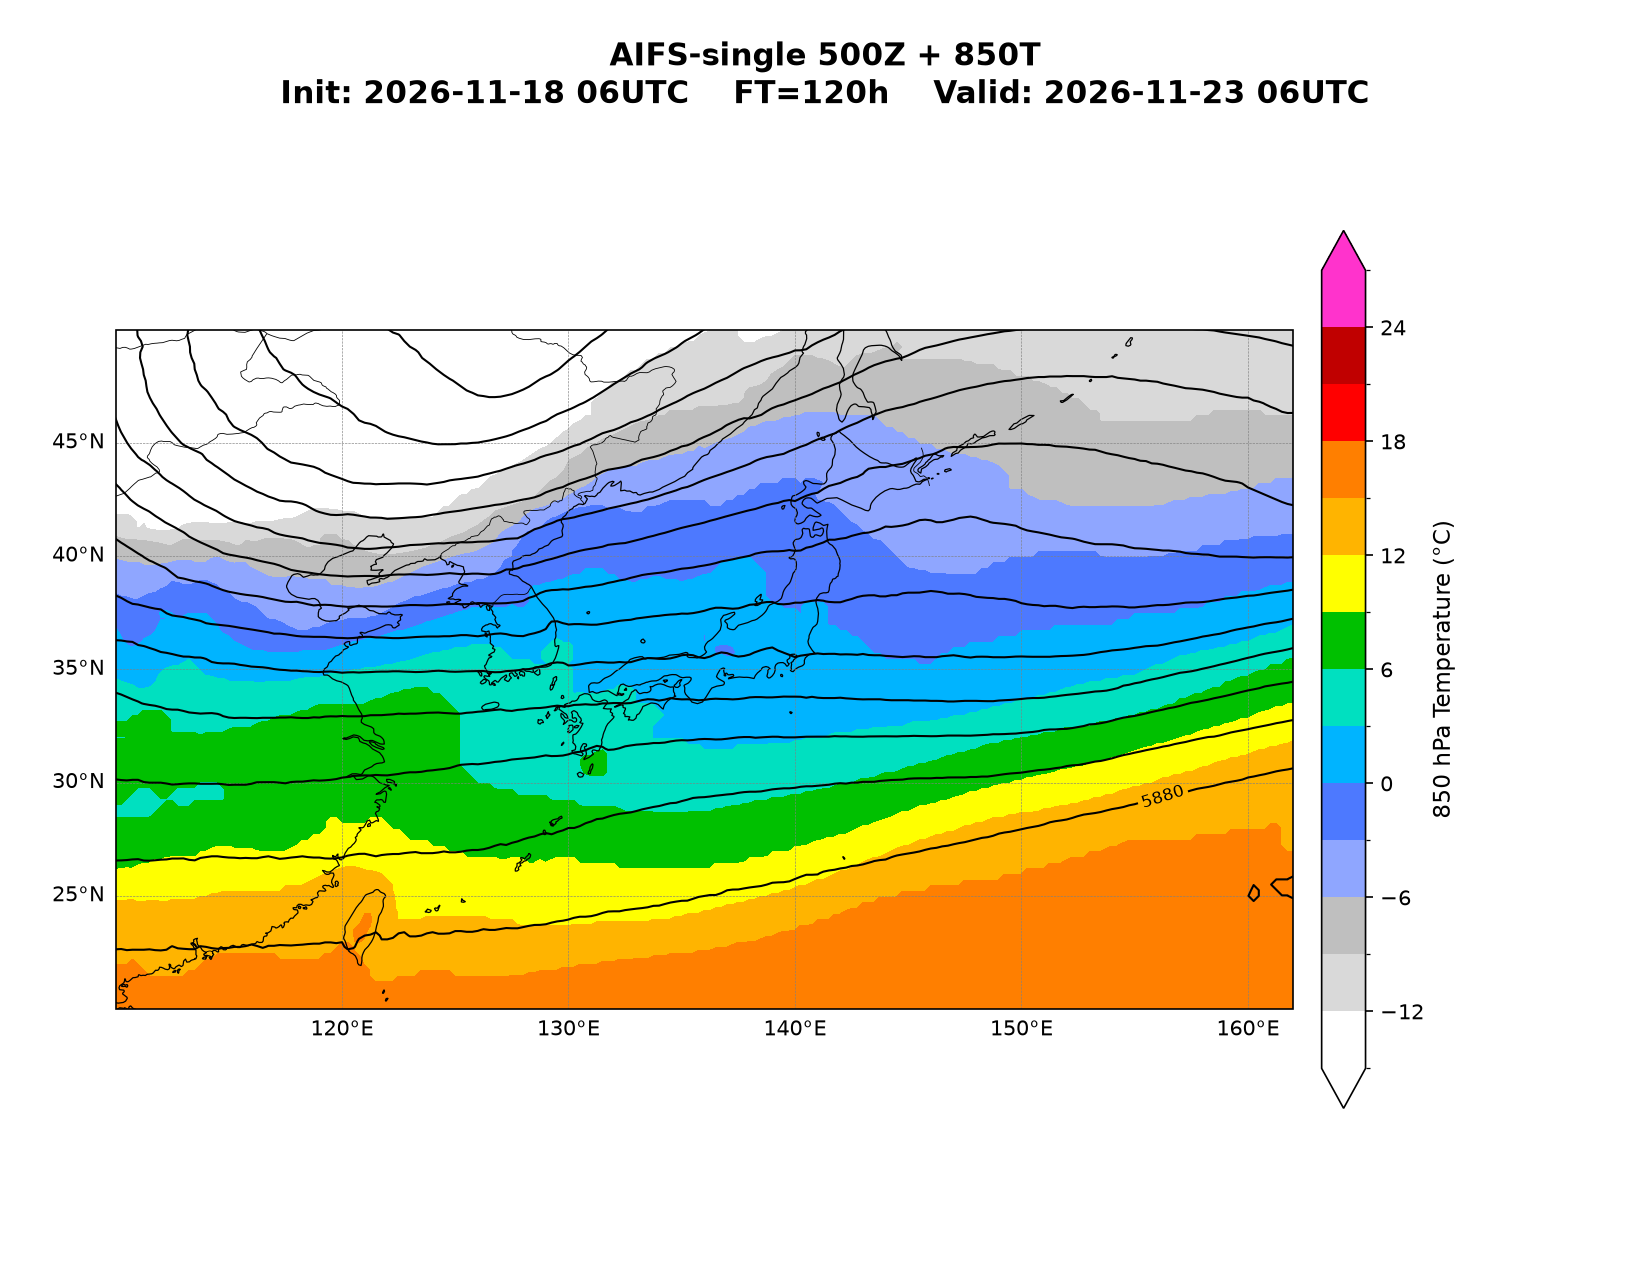 AIFS-single 500Z + 850T
Init: 2026-11-18 06UTC FT=120h Valid: 2026-11-23 06UTC
45°N
40°N
35°N
30°N
25°N
120°E
130°E
140°E
150°E
160°E
5880
24
18
12
6
0
−6
−12
850 hPa Temperature (°C)